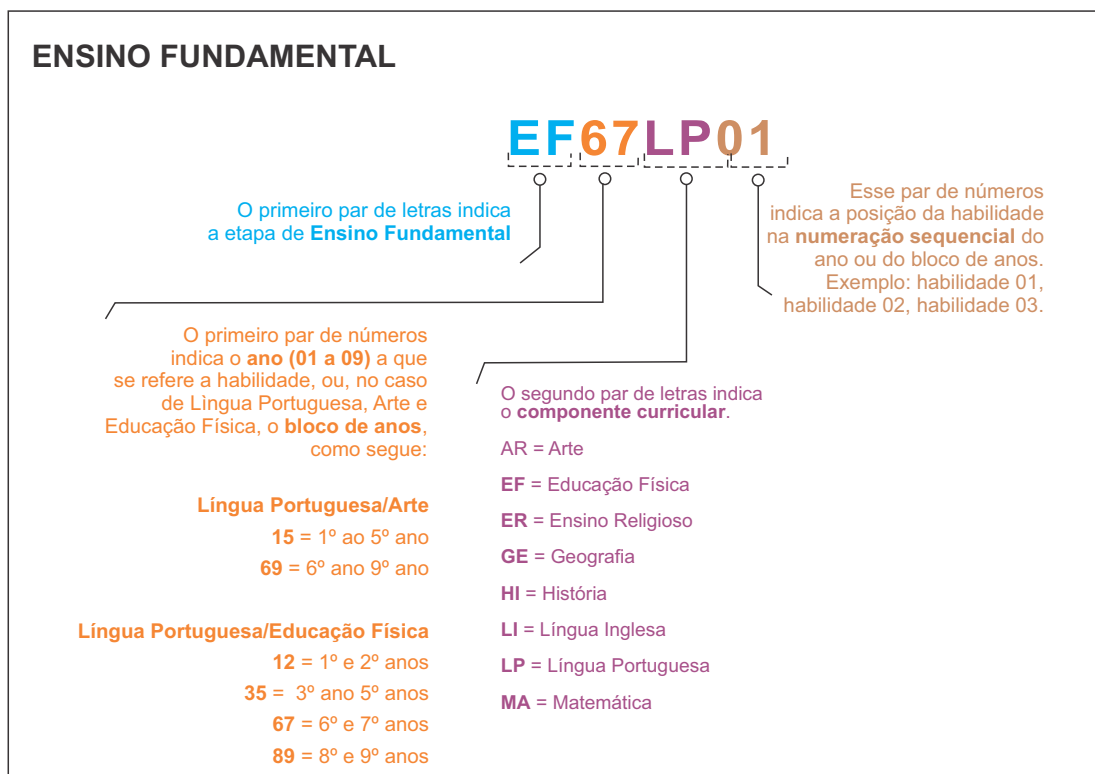 ENSINO FUNDAMENTAL
EF67LP01
O primeiro par de letras indica
a etapa de Ensino Fundamental
Esse par de números
indica a posição da habilidade
na numeração sequencial do
ano ou do bloco de anos.
Exemplo: habilidade 01,
habilidade 02, habilidade 03.
O primeiro par de números
indica o ano (01 a 09) a que
se refere a habilidade, ou, no caso
de Lìngua Portuguesa, Arte e
Educação Física, o bloco de anos,
como segue:
Língua Portuguesa/Arte
15 = 1º ao 5º ano
69 = 6º ano 9º ano
Língua Portuguesa/Educação Física
12 = 1º e 2º anos
35 = 3º ano 5º anos
67 = 6º e 7º anos
89 = 8º e 9º anos
O segundo par de letras indica
o componente curricular.
AR = Arte
EF = Educação Física
ER = Ensino Religioso
GE = Geografia
HI = História
LI = Língua Inglesa
LP = Língua Portuguesa
MA = Matemática